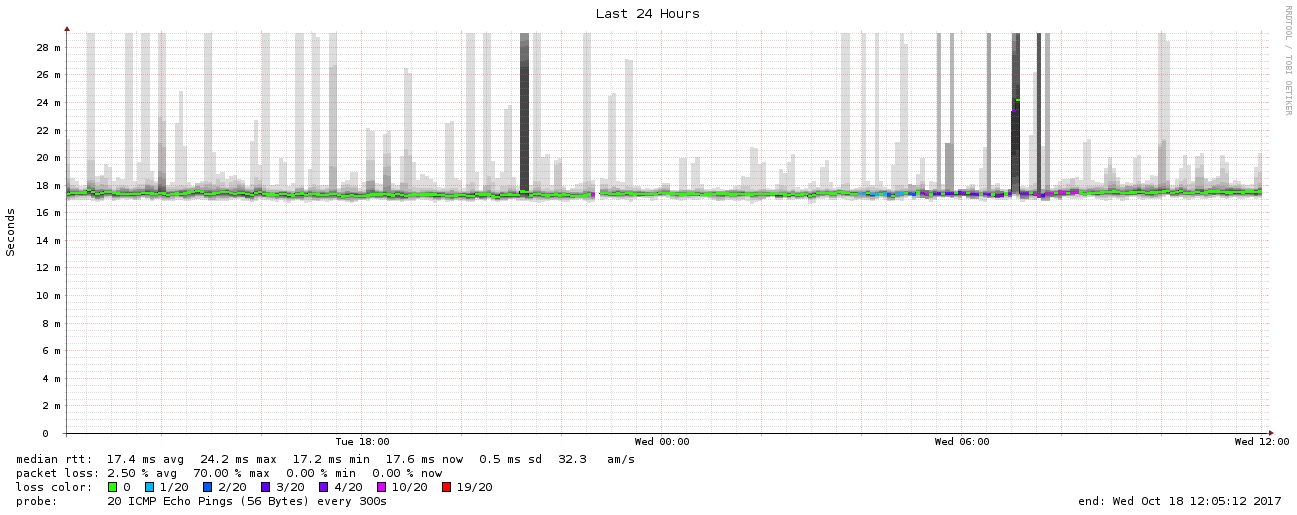 Last 24 Hours
RRDTOOL / TOBI OETIKER
Seconds
28 m
26 m
24 m
22 m
20 m
18 m
16 m
14 m
12 m
10 m
8 m
6 m
4 m
2 m
0
Tue 18:00 Wed 00:00 Wed 06:00 Wed 12:00
median rtt: 17.4 ms avg 24.2 ms max 17.2 ms min 17.6 ms now 0.5 ms sd 32.3 am/s
packet loss: 2.50 % avg 70.00 % max 0.00 % min 0.00 % now
loss color: 0 1/20 2/20 3/20 4/20 10/20 19/20
probe: 20 ICMP Echo Pings (56 Bytes) every 300s end: Wed Oct 18 12:05:12 2017